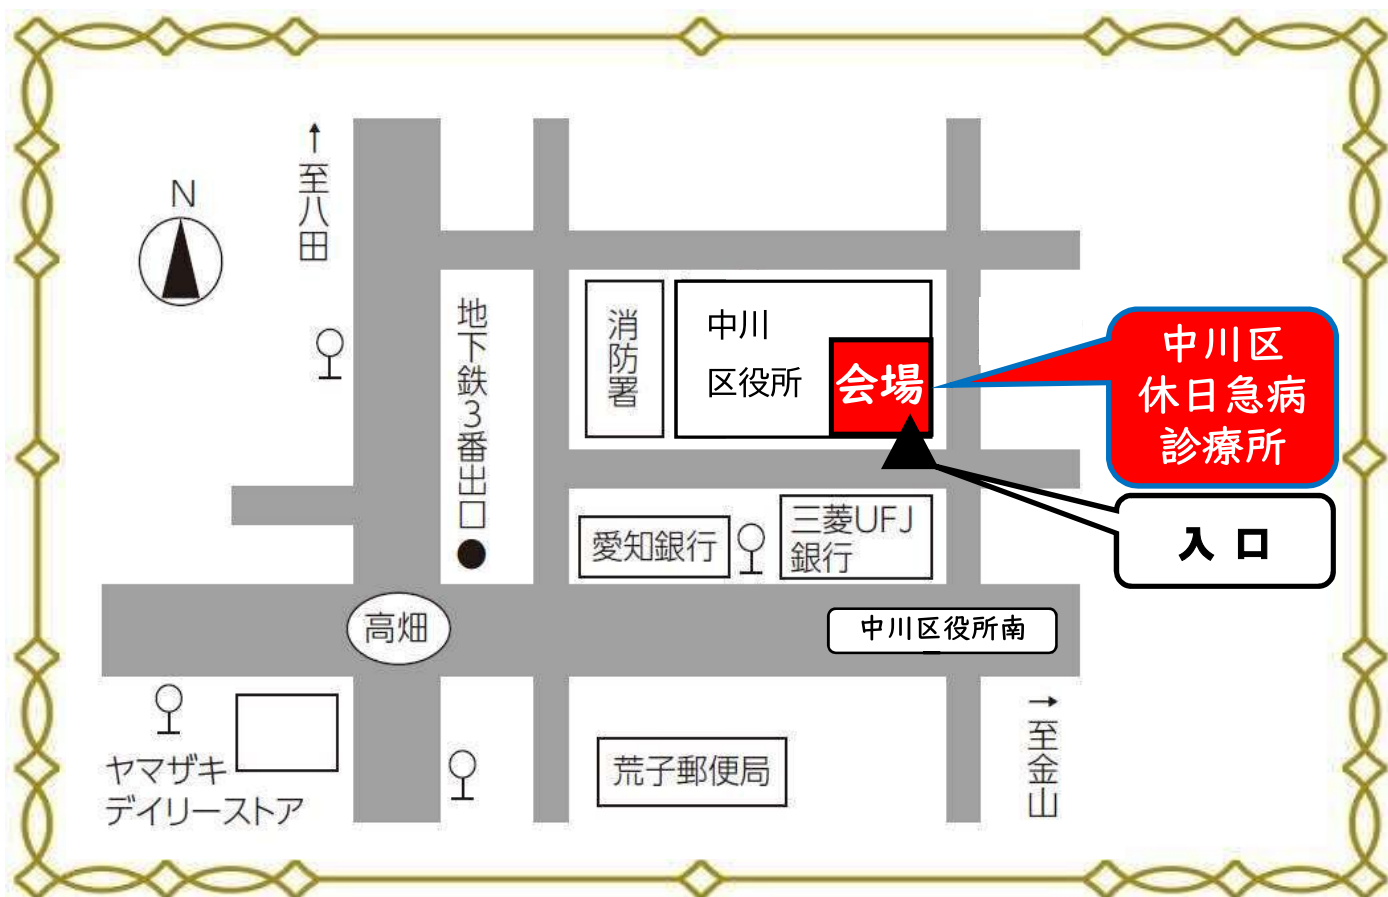 N
↑至八田
地下鉄3番出口
消防署
中川
区役所
会場
中川区
休日急病
診療所
入口
愛知銀行
三菱UFJ
銀行
高畑
中川区役所南
ヤマザキ
デイリーストア
荒子郵便局
→至金山